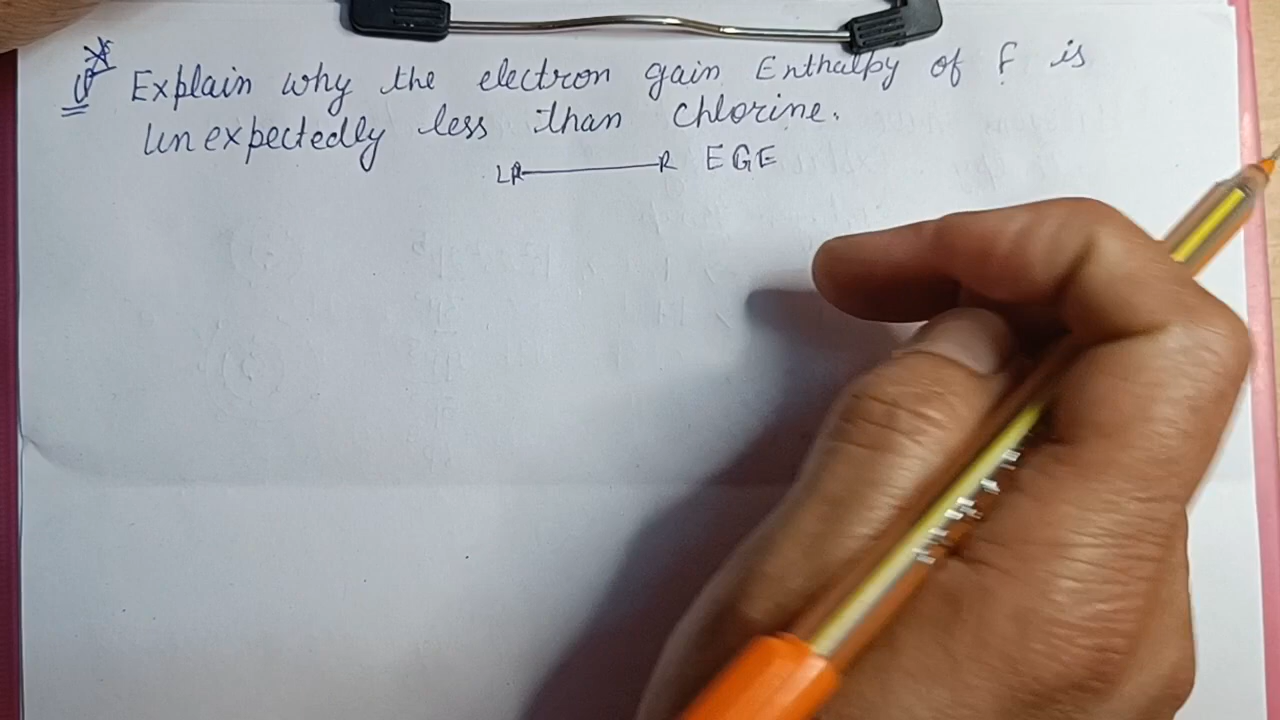 Q* Explain why the electron gain Enthalpy of F is
unexpectedly less than Chlorine.
LR R EGE